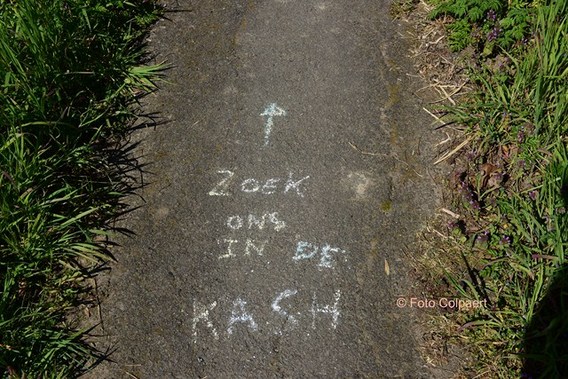 ↑
ZOEK
ONS
IN DE
KASH
© Foto Colpaert